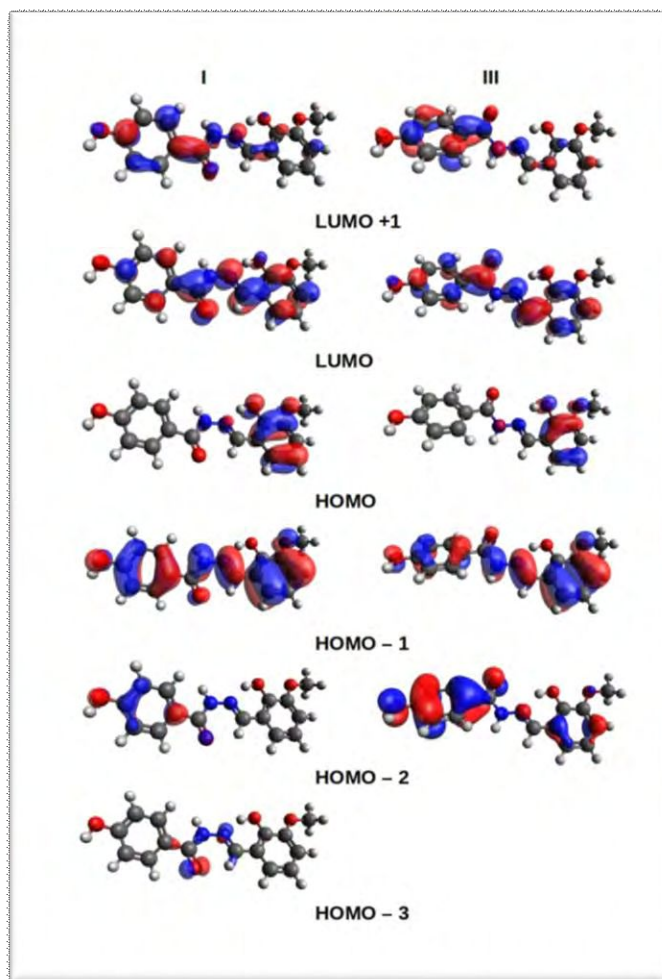 I III
LUMO +1
LUMO
HOMO
HOMO – 1
HOMO – 2
HOMO – 3